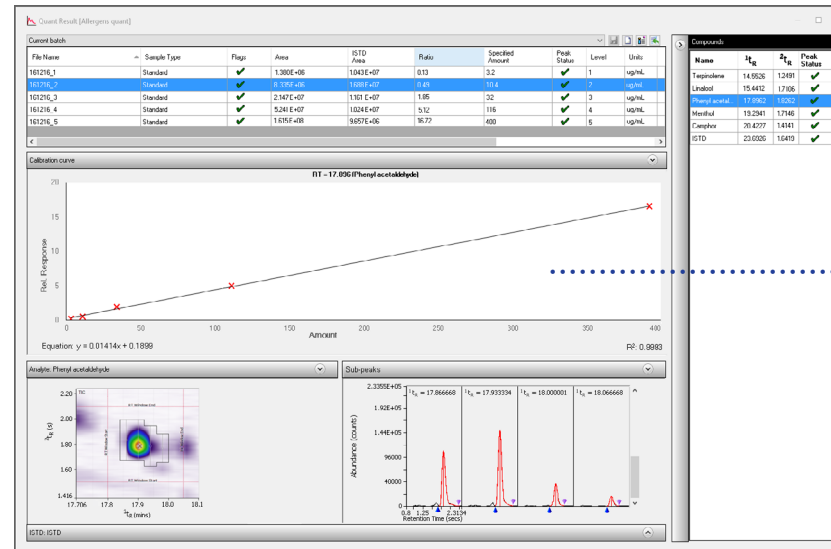 Quant Result [Allergens quant]
Current batch
File Name Sample Type Flags Area ISTD Area Ratio Specified Amount Peak Status Level Units
161216_1 Standard 1.380E+06 1.043E+07 0.13 3.2 1 ug/mL
161216_2 Standard 8.335E+06 1.688E+07 0.49 10.4 2 ug/mL
161216_3 Standard 2.147E+07 1.161E+07 1.85 32 3 ug/mL
161216_4 Standard 5.241E+07 1.024E+07 5.12 116 4 ug/mL
161216_5 Standard 1.615E+08 9.657E+06 16.72 400 5 ug/mL
Compounds
Name ¹tR ²tR Peak Status
Terpinolene 14.5526 1.2491
Linalool 15.4412 1.7106
Phenyl acetal... 17.8962 1.8262
Menthol 19.2941 1.7146
Camphor 20.4227 1.4141
ISTD 23.6926 1.6419
Calibration curve
RT - 17.896 (Phenyl acetaldehyde)
Rel. Response
20
15
10
5
0
0 50 100 150 200 250 300 350 400
Amount
Equation: y = 0.01414x + 0.1899
R²: 0.9983
Analyte: Phenyl acetaldehyde
TIC
²tR (s)
2.20
2.00
1.80
1.60
1.416
17.706 17.8 17.9 18.0 18.1
¹tR (mins)
Sub-peaks
Abundance (counts)
2.3355E+05
1.92E+05
1.44E+05
96000
40000
0
¹tR = 17.866668 ¹tR = 17.933334 ¹tR = 18.000001 ¹tR = 18.066668
0.8 1.25 2.3134
Retention Time (secs)
ISTD: ISTD